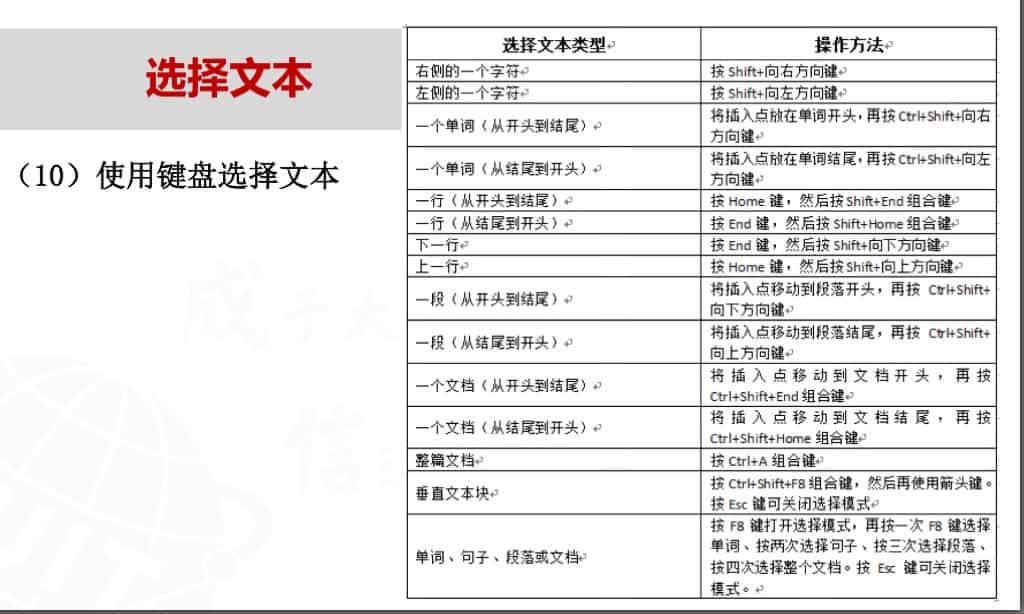 选择文本
（10）使用键盘选择文本
选择文本类型 操作方法
右侧的一个字符 按 Shift+向右方向键
左侧的一个字符 按 Shift+向左方向键
一个单词（从开头到结尾） 将插入点放在单词开头，再按 Ctrl+Shift+向右
方向键
一个单词（从结尾到开头） 将插入点放在单词结尾，再按 Ctrl+Shift+向左
方向键
一行（从开头到结尾） 按 Home 键，然后按 Shift+End 组合键
一行（从结尾到开头） 按 End 键，然后按 Shift+Home 组合键
下一行 按 End 键，然后按 Shift+向下方向键
上一行 按 Home 键，然后按 Shift+向上方向键
一段（从开头到结尾） 将插入点移动到段落开头，再按 Ctrl+Shift+
向下方向键
一段（从结尾到开头） 将插入点移动到段落结尾，再按 Ctrl+Shift+
向上方向键
一个文档（从开头到结尾） 将插入点移动到文档开头，再按
Ctrl+Shift+End 组合键
一个文档（从结尾到开头） 将插入点移动到文档结尾，再按
Ctrl+Shift+Home 组合键
整篇文档 按 Ctrl+A 组合键
垂直文本块 按 Ctrl+Shift+F8 组合键，然后再使用箭头键。
按 Esc 键可关闭选择模式
单词、句子、段落或文档 按 F8 键打开选择模式，再按一次 F8 键选择
单词、按两次选择句子、按三次选择段落、
按四次选择整个文档。按 Esc 键可关闭选择
模式。